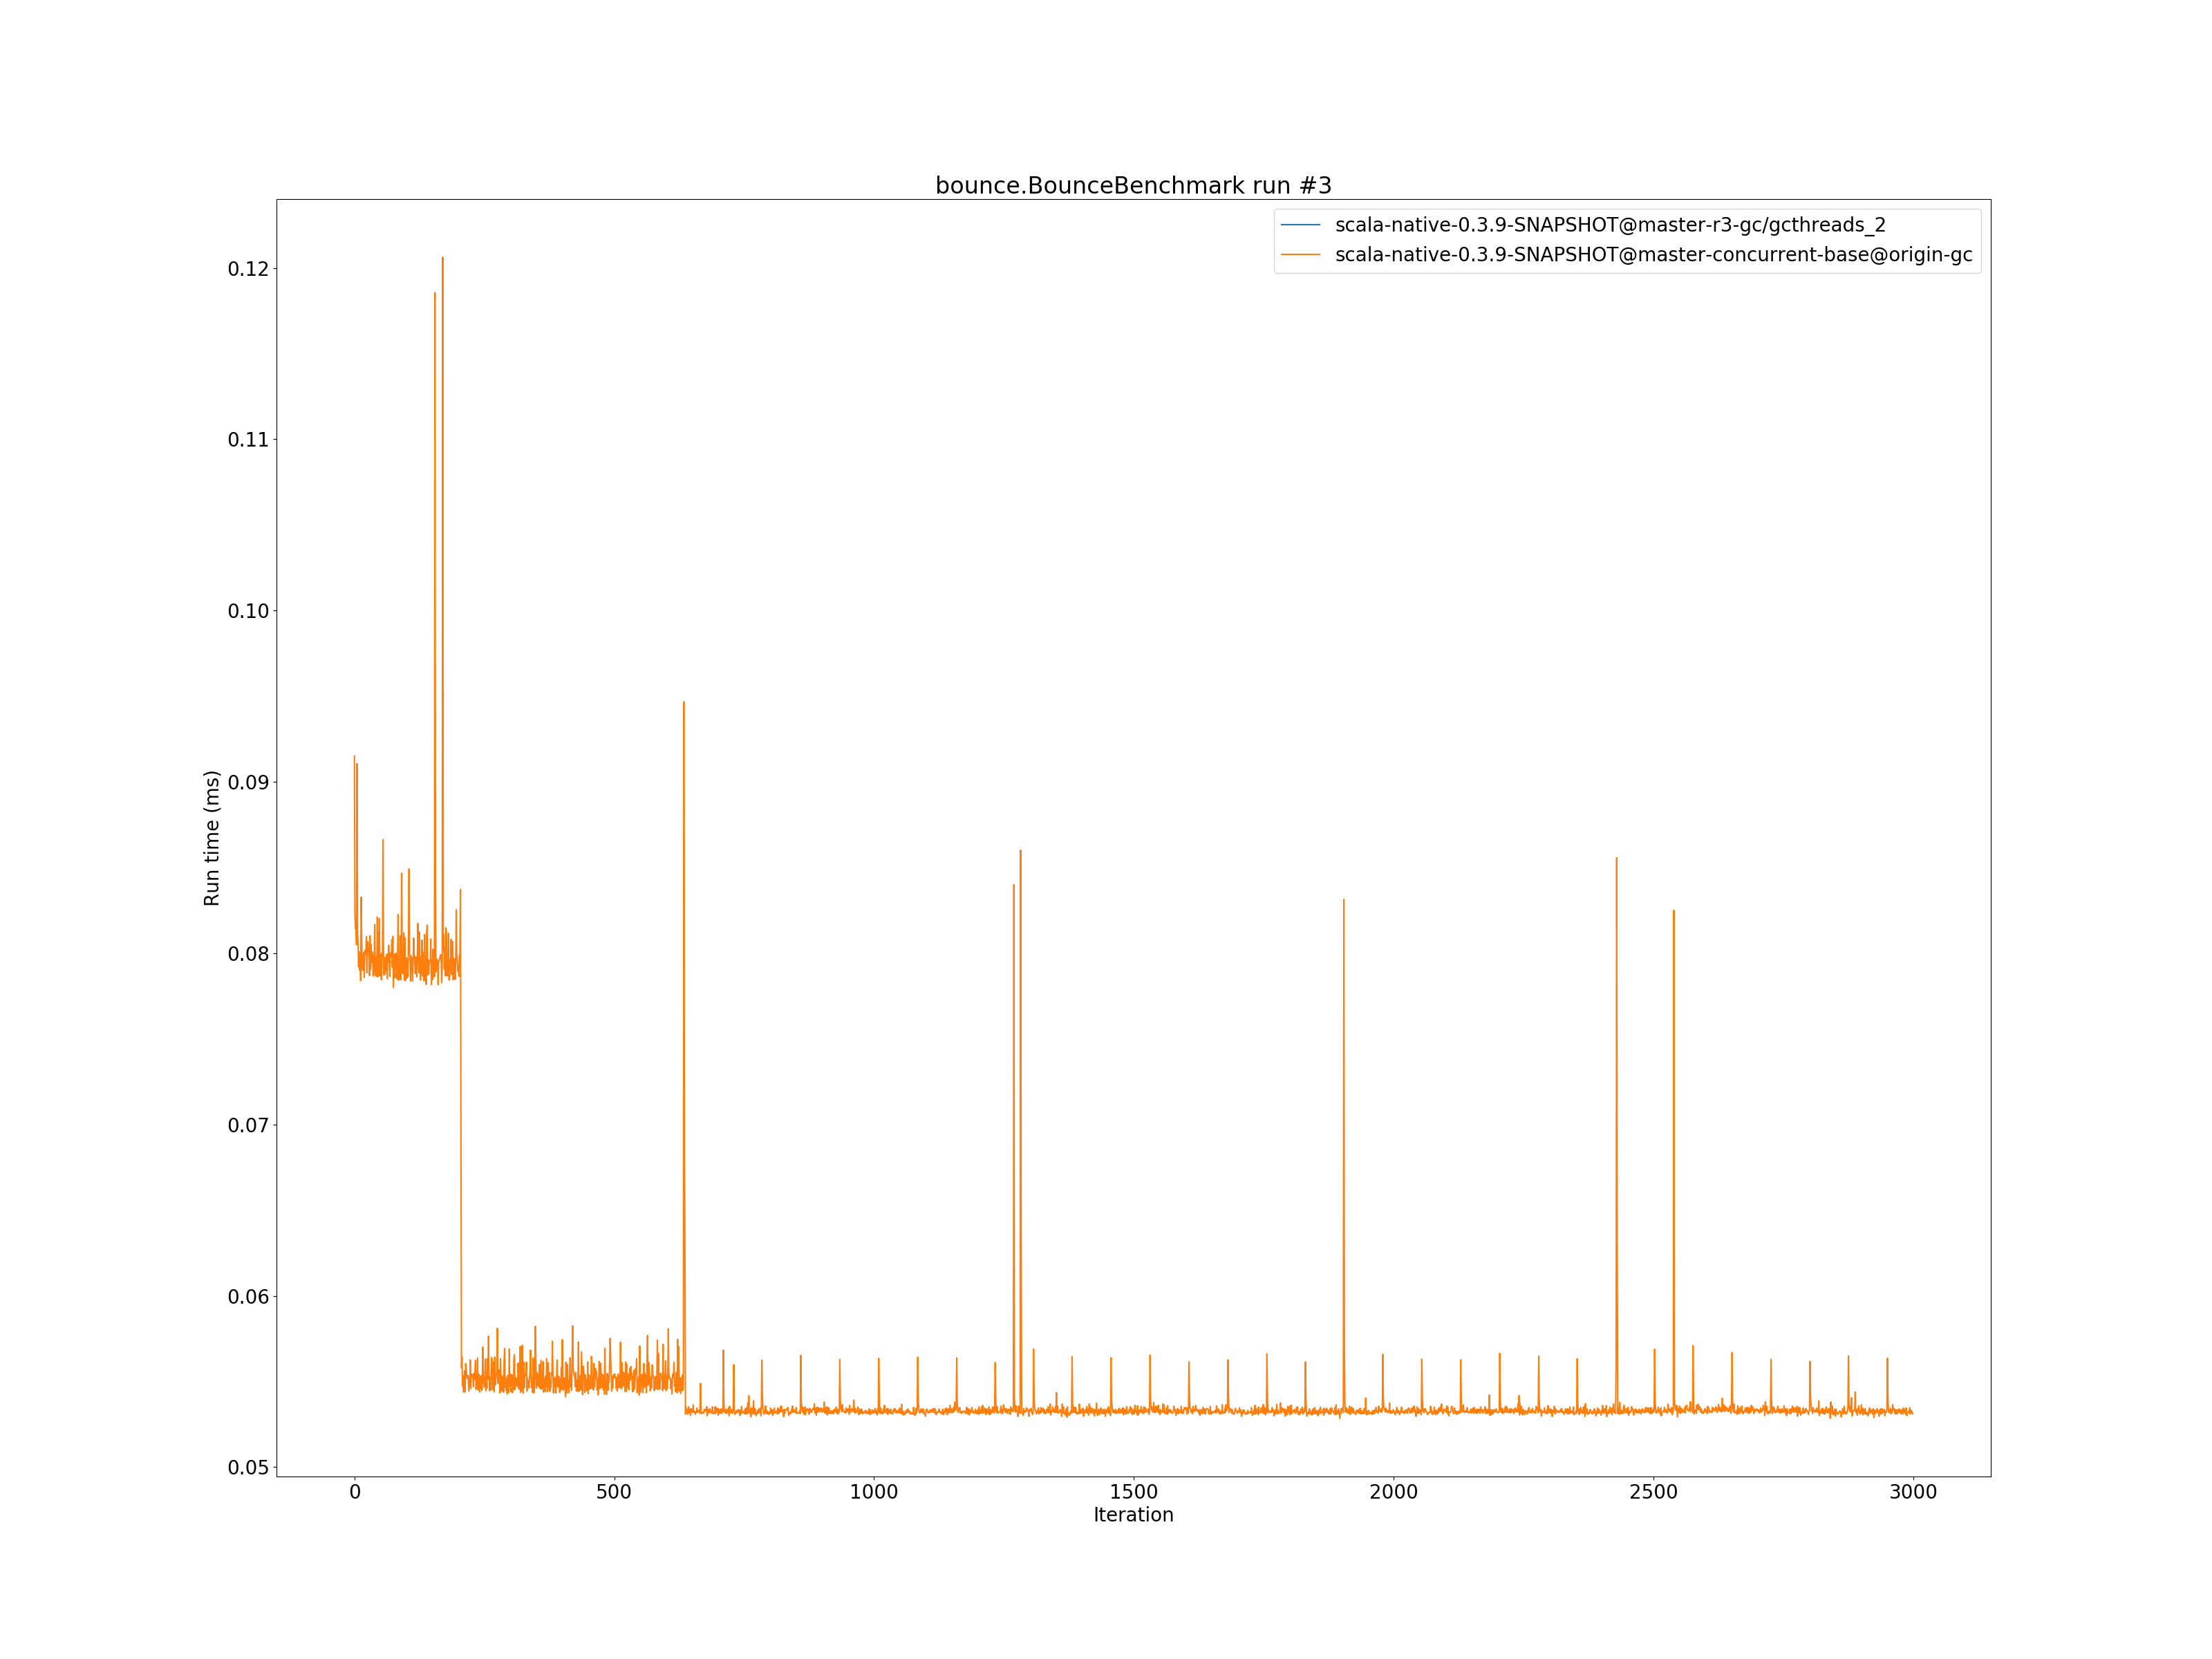 bounce.BounceBenchmark run #3
scala-native-0.3.9-SNAPSHOT@master-r3-gc/gcthreads_2
scala-native-0.3.9-SNAPSHOT@master-concurrent-base@origin-gc
0.12
0.11
0.10
0.09
0.08
0.07
0.06
0.05
Run time (ms)
0 500 1000 1500 2000 2500 3000
Iteration